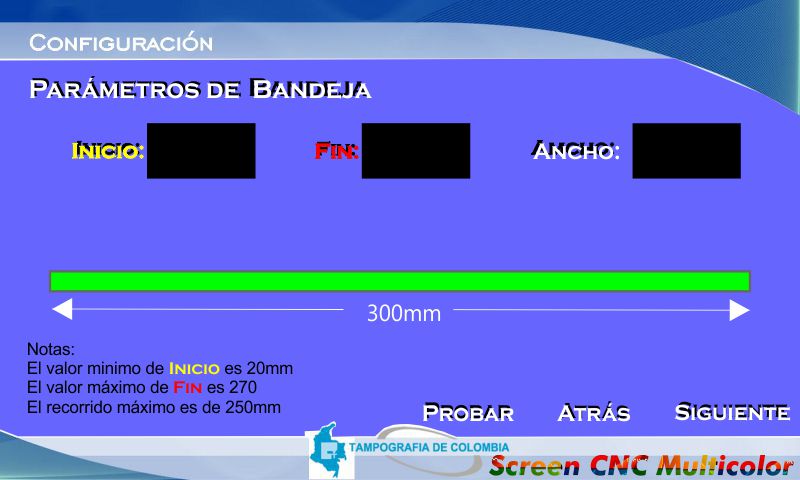 Configuración
Parámetros de Bandeja
Inicio: Fin: Ancho:
300mm
Notas:
El valor minimo de Inicio es 20mm
El valor máximo de Fin es 270
El recorrido máximo es de 250mm
Probar Atrás Siguiente
TAMPOGRAFIA DE COLOMBIA
Screen CNC Multicolor